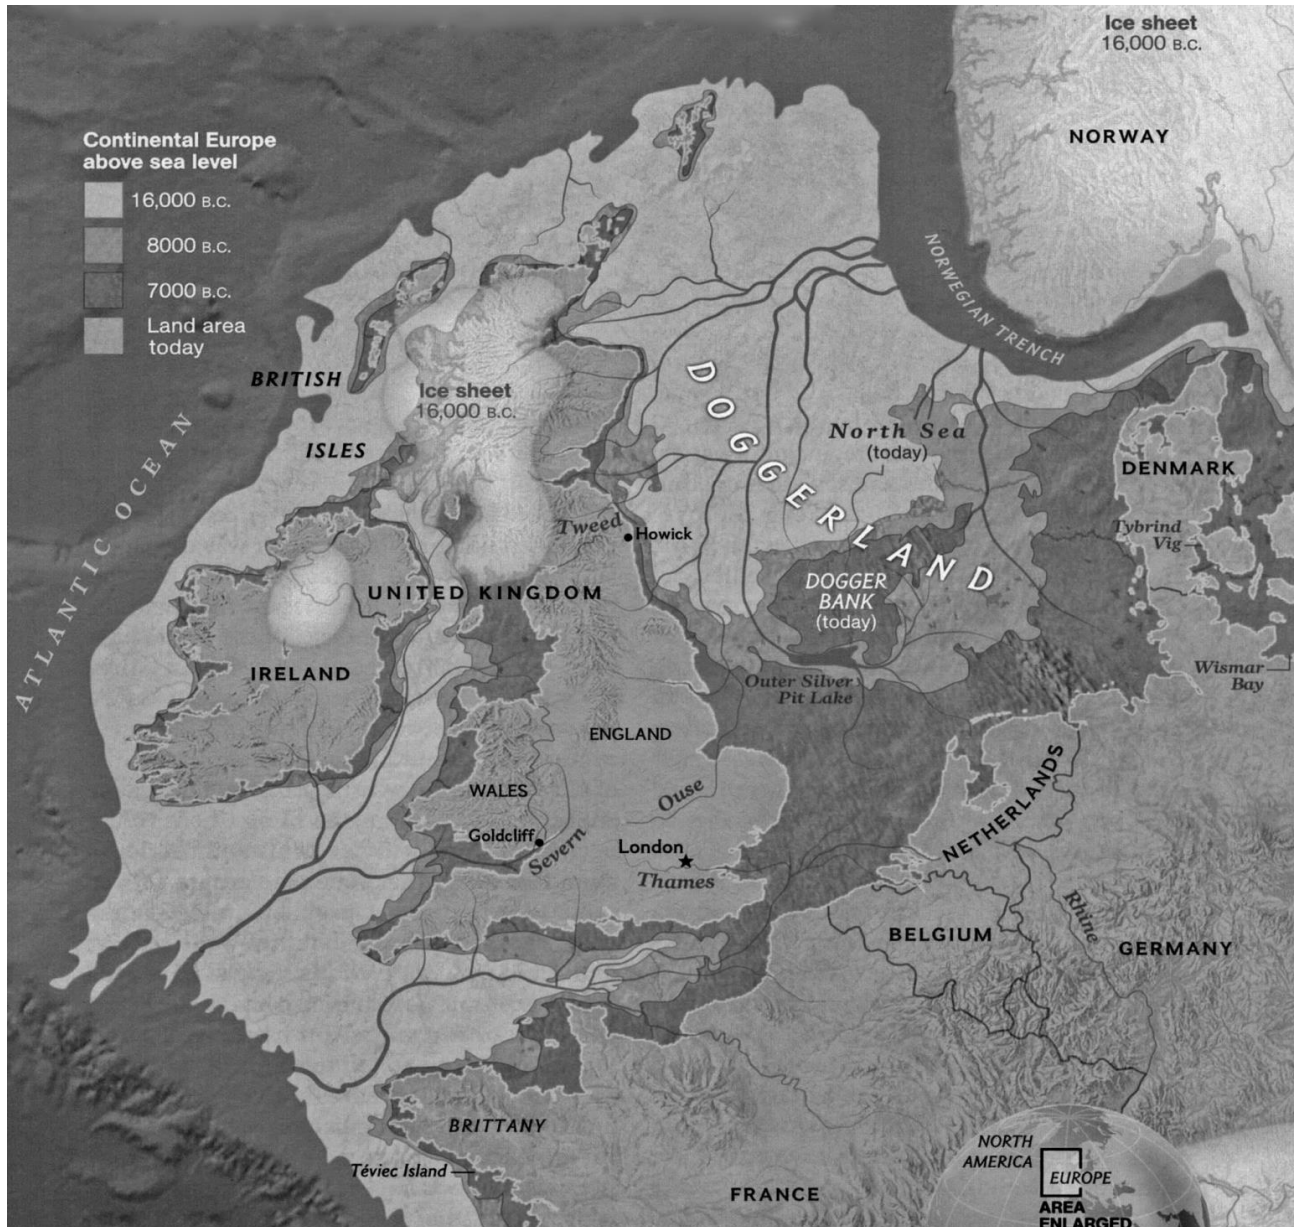 Ice sheet
16,000 B.C.
NORWAY
Continental Europe
above sea level
16,000 B.C.
8000 B.C.
7000 B.C.
Land area
today
NORWEGIAN TRENCH
BRITISH
ISLES
Ice sheet
16,000 B.C.
DOGGERLAND
North Sea
(today)
ATLANTIC OCEAN
DENMARK
Tybrind
Vig
Tweed
Howick
UNITED KINGDOM
DOGGER
BANK
(today)
IRELAND
Outer Silver
Pit Lake
Wismar
Bay
ENGLAND
WALES
Ouse
NETHERLANDS
Goldcliff
Severn
London
Thames
Rhine
BELGIUM
GERMANY
BRITTANY
Téviec Island
FRANCE
NORTH
AMERICA
EUROPE
AREA
ENLARGED